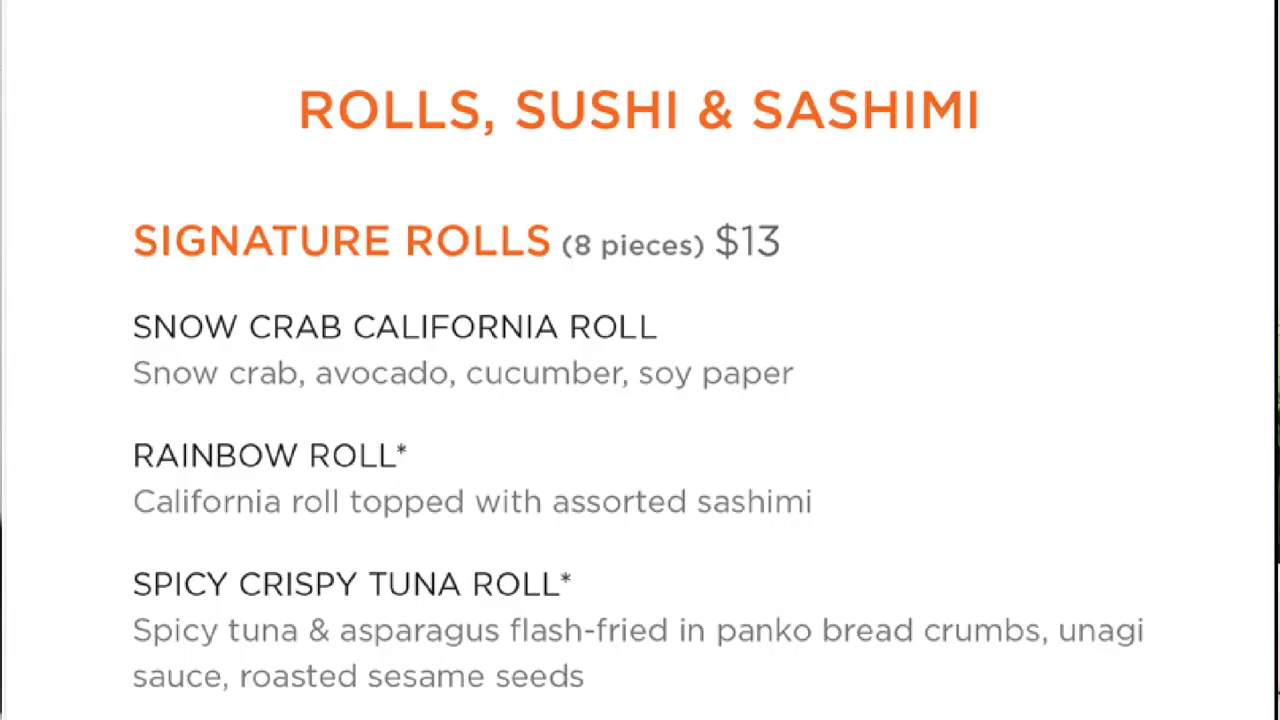 ROLLS, SUSHI & SASHIMI
SIGNATURE ROLLS (8 pieces) $13
SNOW CRAB CALIFORNIA ROLL
Snow crab, avocado, cucumber, soy paper
RAINBOW ROLL*
California roll topped with assorted sashimi
SPICY CRISPY TUNA ROLL*
Spicy tuna & asparagus flash-fried in panko bread crumbs, unagi
sauce, roasted sesame seeds